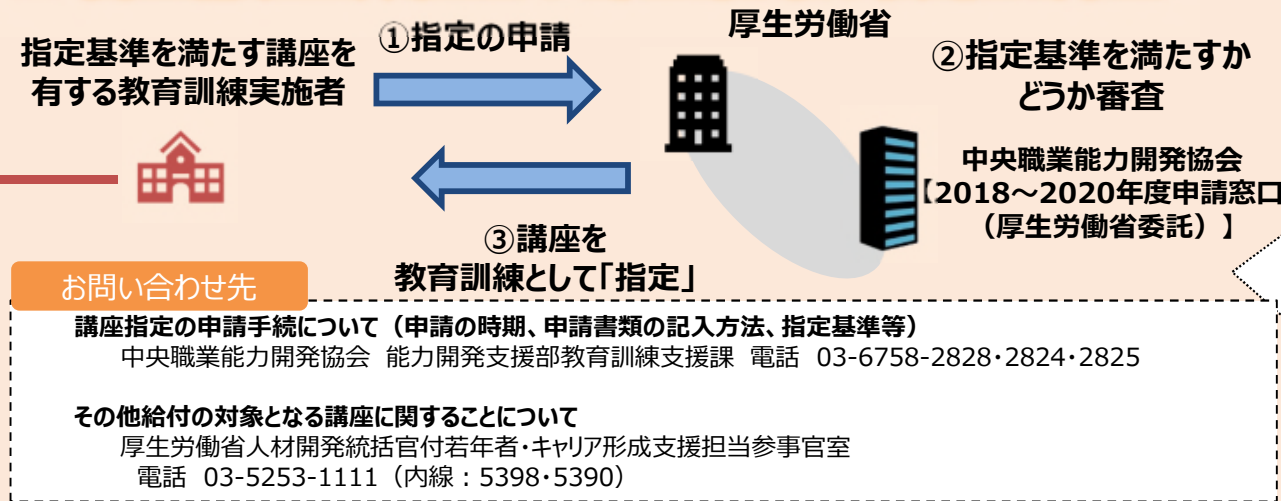 指定基準を満たす講座を
有する教育訓練実施者
①指定の申請
厚生労働省
②指定基準を満たすか
どうか審査
中央職業能力開発協会
【2018~2020年度申請窓口
(厚生労働省委託)】
③講座を
教育訓練として「指定」
お問い合わせ先
講座指定の申請手続について(申請の時期、申請書類の記入方法、指定基準等)
中央職業能力開発協会 能力開発支援部教育訓練支援課 電話 03-6758-2828・2824・2825
その他給付の対象となる講座に関することについて
厚生労働省人材開発統括官付若年者・キャリア形成支援担当参事官室
電話 03-5253-1111(内線:5398・5390)